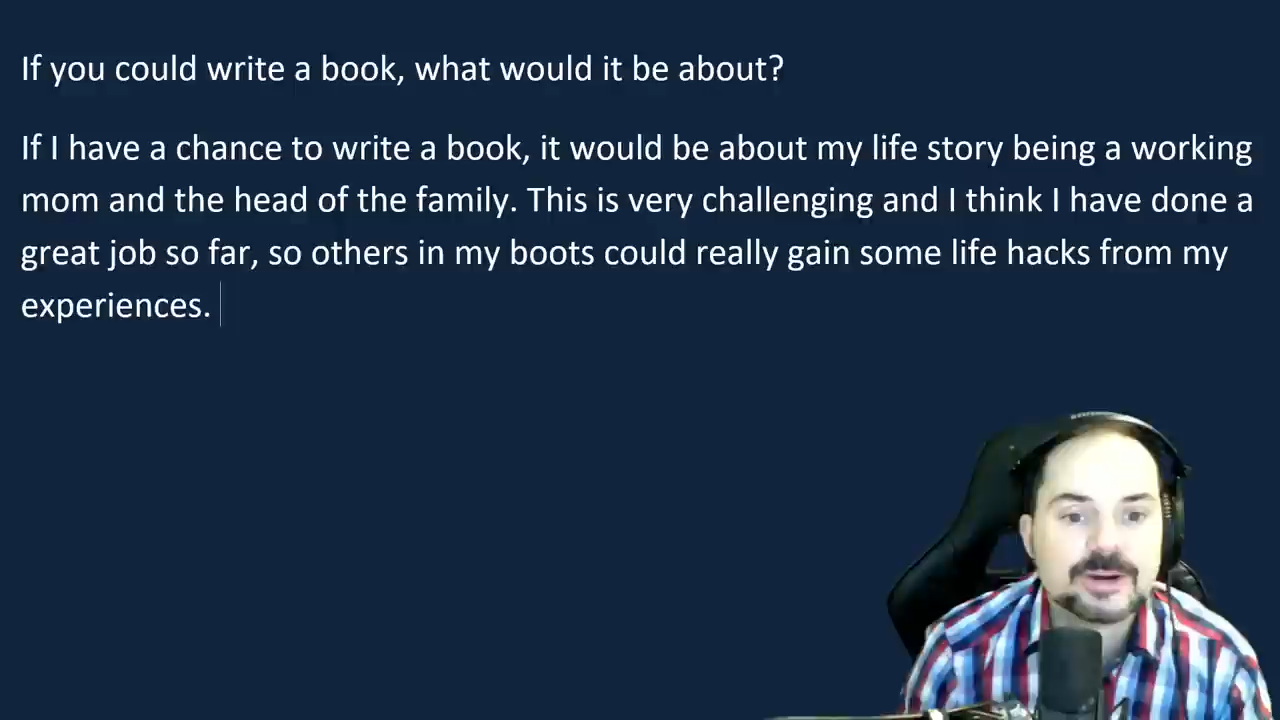 If you could write a book, what would it be about?
If I have a chance to write a book, it would be about my life story being a working
mom and the head of the family. This is very challenging and I think I have done a
great job so far, so others in my boots could really gain some life hacks from my
experiences.